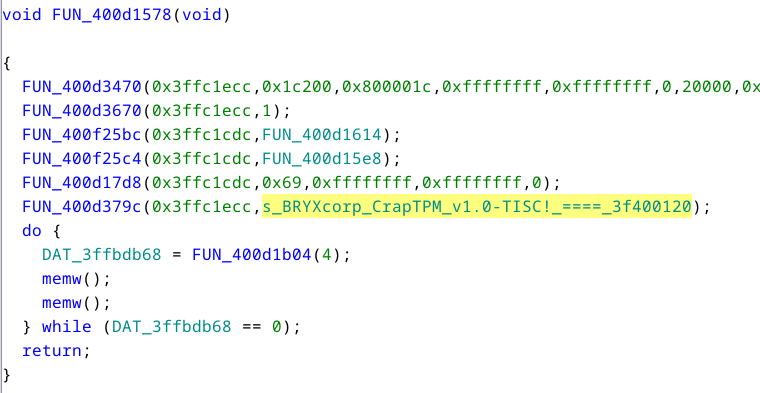 void FUN_400d1578(void)
{
FUN_400d3470(0x3ffc1ecc,0x1c200,0x800001c,0xffffffff,0xffffffff,0,20000,0x
FUN_400d3670(0x3ffc1ecc,1);
FUN_400f25bc(0x3ffc1cdc,FUN_400d1614);
FUN_400f25c4(0x3ffc1cdc,FUN_400d15e8);
FUN_400d17d8(0x3ffc1cdc,0x69,0xffffffff,0xffffffff,0);
FUN_400d379c(0x3ffc1ecc,s_BRYXcorp_CrapTPM_v1.0-TISC!_====_3f400120);
do {
DAT_3ffbdb68 = FUN_400d1b04(4);
memw();
memw();
} while (DAT_3ffbdb68 == 0);
return;
}